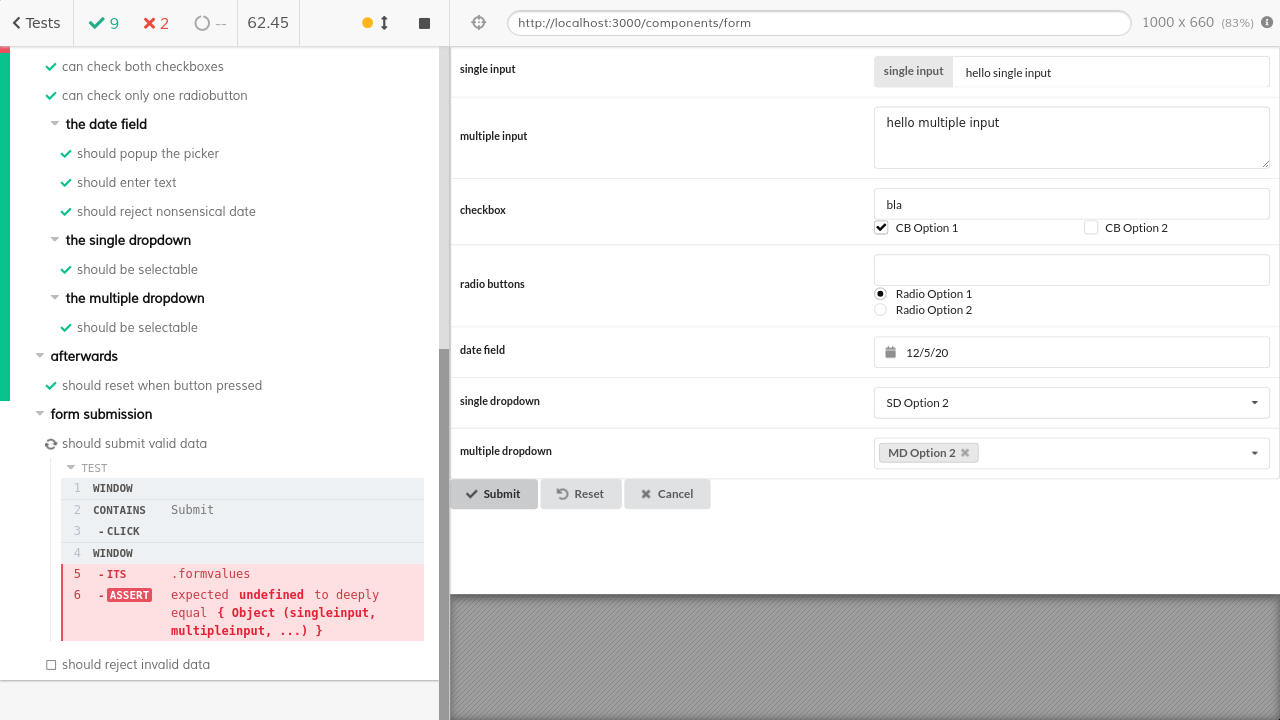 Tests
9
2
--
62.45
http://localhost:3000/components/form
1000 x 660 (83%)
can check both checkboxes
can check only one radiobutton
the date field
should popup the picker
should enter text
should reject nonsensical date
the single dropdown
should be selectable
the multiple dropdown
should be selectable
afterwards
should reset when button pressed
form submission
should submit valid data
TEST
1 WINDOW
2 CONTAINS Submit
3 - CLICK
4 WINDOW
5 - ITS .formvalues
6 - ASSERT expected undefined to deeply
equal { Object (singleinput,
multipleinput, ...) }
should reject invalid data
single input
single input hello single input
multiple input
hello multiple input
checkbox
bla
CB Option 1 CB Option 2
radio buttons
Radio Option 1
Radio Option 2
date field
12/5/20
single dropdown
SD Option 2
multiple dropdown
MD Option 2
Submit Reset Cancel